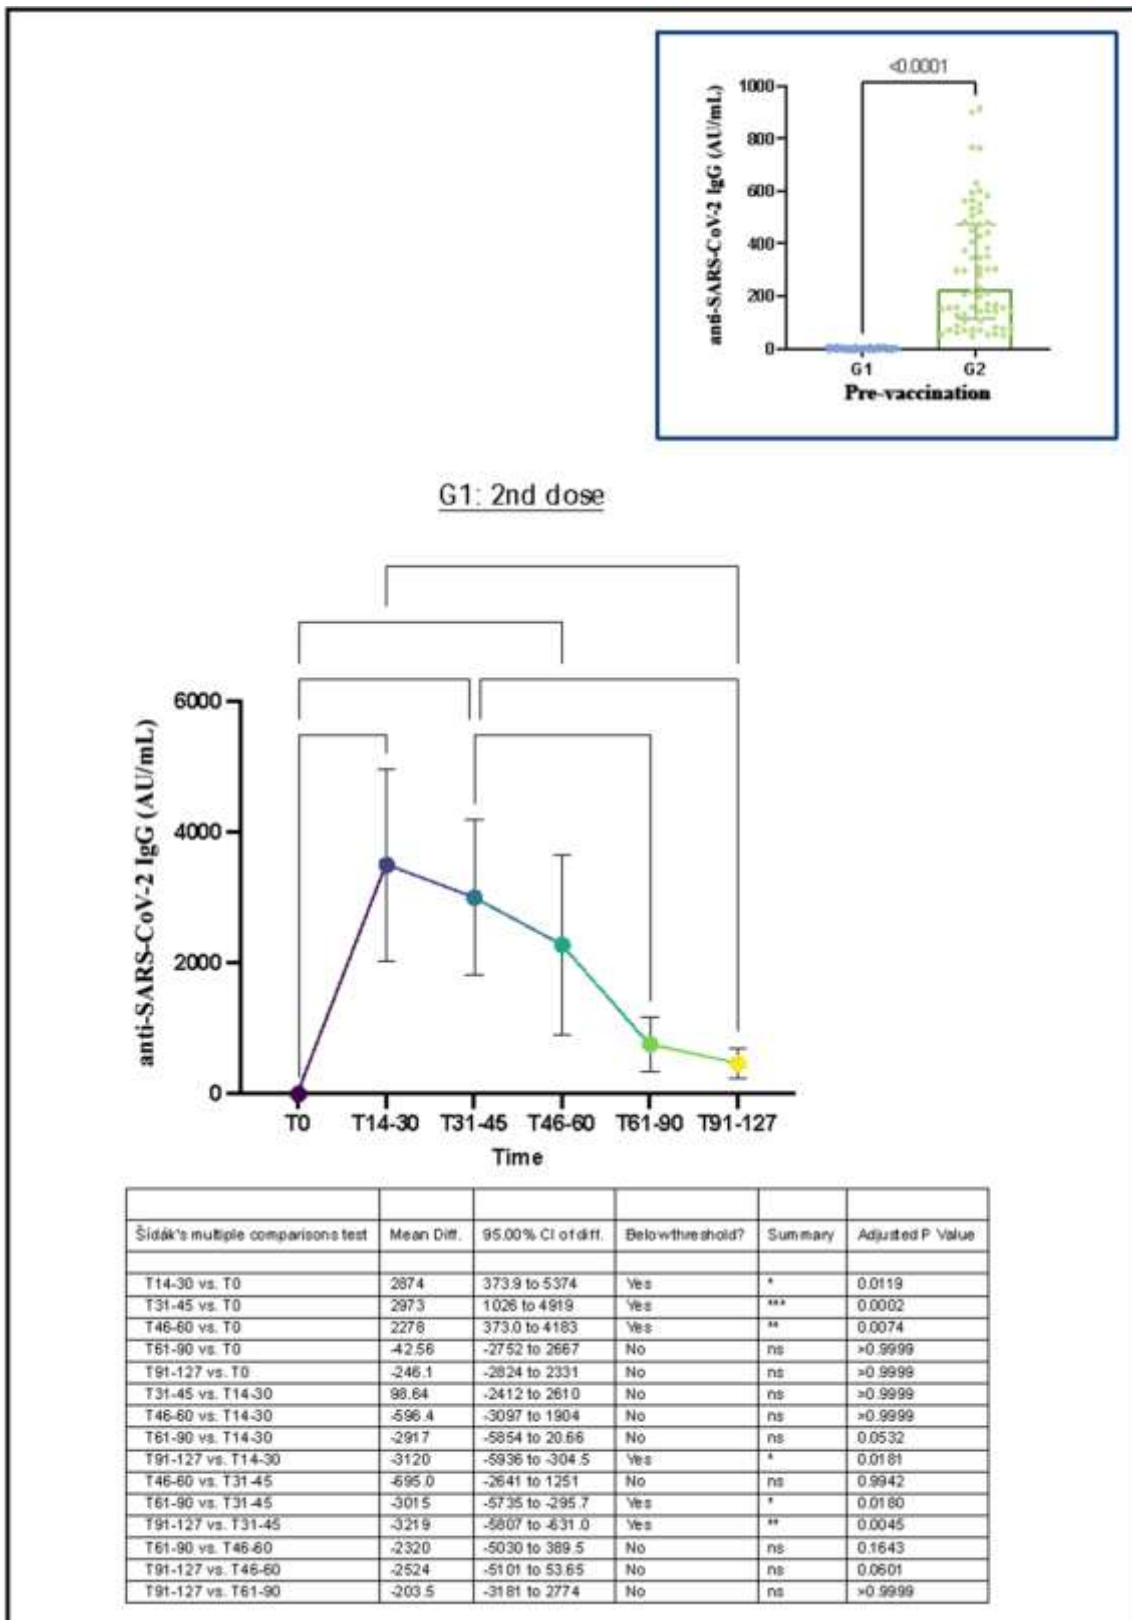 <0.0001
anti-SARS-CoV-2 IgG (AU/mL)
1000
800
600
400
200
0
G1 G2
Pre-vaccination
G1: 2nd dose
anti-SARS-CoV-2 IgG (AU/mL)
6000
4000
2000
0
T0 T14-30 T31-45 T46-60 T61-90 T91-127
Time
Šídák's multiple comparisons test Mean Diff. 95.00% CI of diff. Below threshold? Summary Adjusted P Value
T14-30 vs. T0 2874 373.9 to 5374 Yes * 0.0119
T31-45 vs. T0 2973 1026 to 4919 Yes *** 0.0002
T46-60 vs. T0 2278 373.0 to 4183 Yes ** 0.0074
T61-90 vs. T0 -42.56 -2752 to 2667 No ns >0.9999
T91-127 vs. T0 -246.1 -2824 to 2331 No ns >0.9999
T31-45 vs. T14-30 98.64 -2412 to 2610 No ns >0.9999
T46-60 vs. T14-30 -596.4 -3097 to 1904 No ns >0.9999
T61-90 vs. T14-30 -2917 -5854 to 20.66 No ns 0.0532
T91-127 vs. T14-30 -3120 -5936 to -304.5 Yes * 0.0181
T46-60 vs. T31-45 -695.0 -2641 to 1251 No ns 0.9942
T61-90 vs. T31-45 -3015 -5735 to -295.7 Yes * 0.0180
T91-127 vs. T31-45 -3219 -5807 to -631.0 Yes ** 0.0045
T61-90 vs. T46-60 -2320 -5030 to 389.5 No ns 0.1643
T91-127 vs. T46-60 -2524 -5101 to 53.65 No ns 0.0601
T91-127 vs. T61-90 -203.5 -3181 to 2774 No ns >0.9999